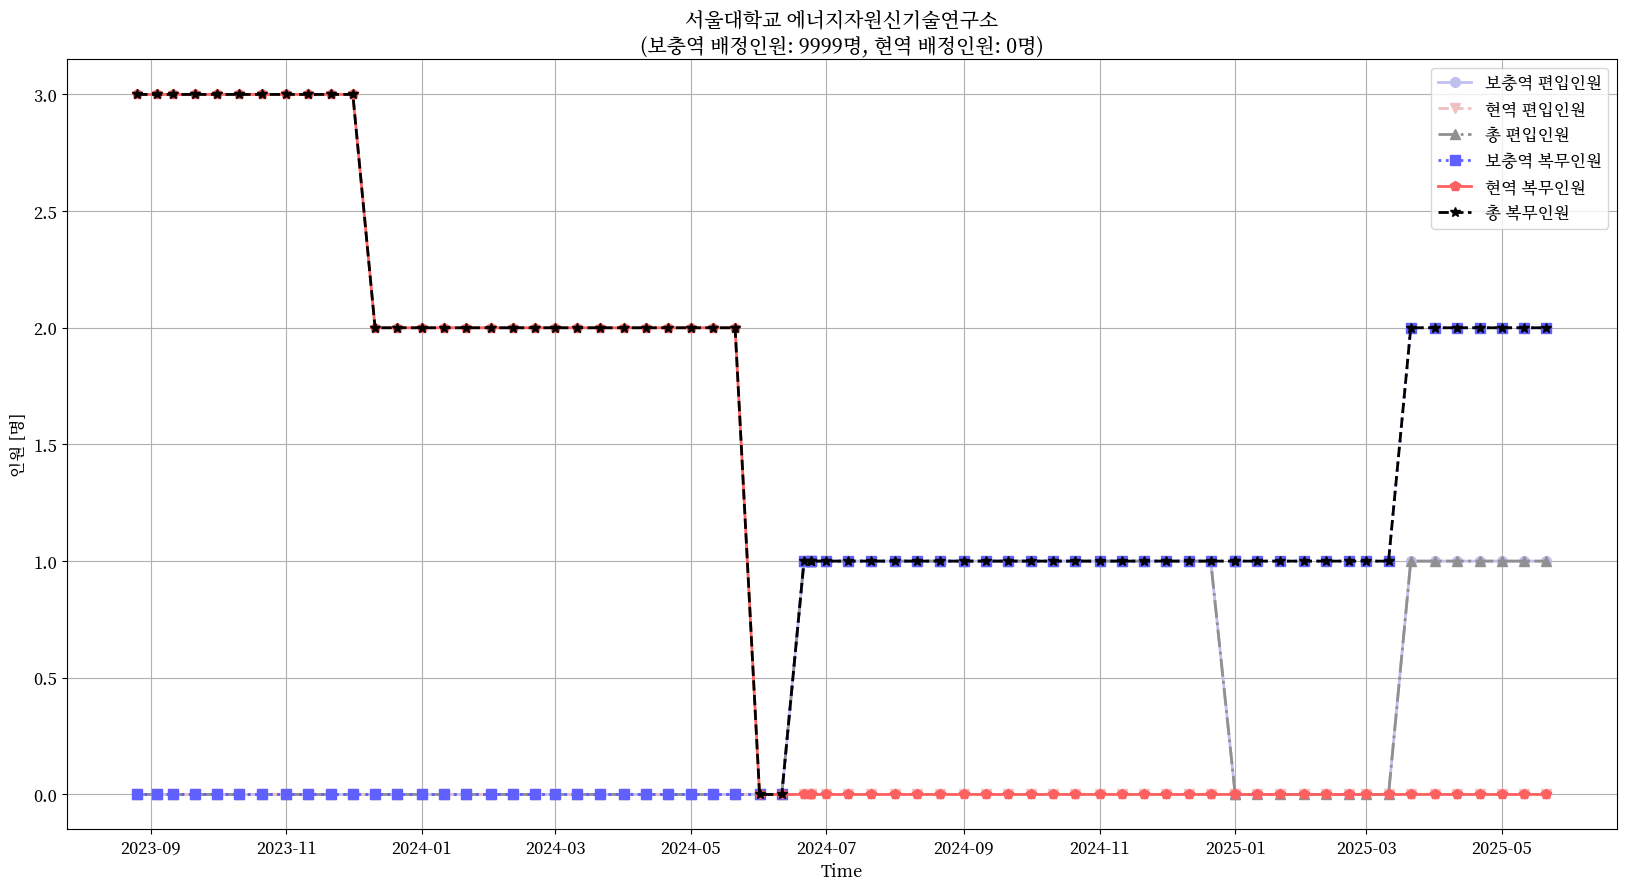 서울대학교 에너지자원신기술연구소
(보충역 배정인원: 9999명, 현역 배정인원: 0명)
보충역 편입인원
현역 편입인원
총 편입인원
보충역 복무인원
현역 복무인원
총 복무인원
인원 [명]
3.0
2.5
2.0
1.5
1.0
0.5
0.0
2023-09
2023-11
2024-01
2024-03
2024-05
2024-07
2024-09
2024-11
2025-01
2025-03
2025-05
Time